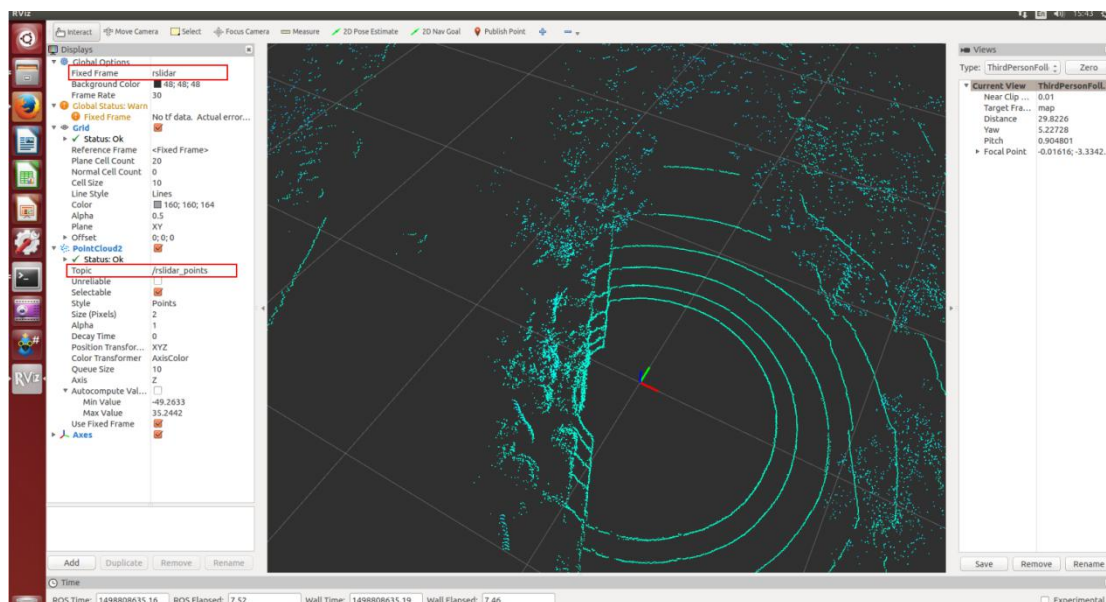 RViz
En
15:43
Interact Move Camera Select Focus Camera Measure 2D Pose Estimate 2D Nav Goal Publish Point
Displays
Global Options
Fixed Frame rslidar
Background Color 48; 48; 48
Frame Rate 30
Global Status: Warn
Fixed Frame No tf data. Actual error...
Grid
Status: Ok
Reference Frame <Fixed Frame>
Plane Cell Count 20
Normal Cell Count 0
Cell Size 10
Line Style Lines
Color 160; 160; 164
Alpha 0.5
Plane XY
Offset 0; 0; 0
PointCloud2
Status: Ok
Topic /rslidar_points
Unreliable
Selectable
Style Points
Size (Pixels) 2
Alpha 1
Decay Time 0
Position Transfor... XYZ
Color Transformer AxisColor
Queue Size 10
Axis Z
Autocompute Val...
Min Value -49.2633
Max Value 35.2442
Use Fixed Frame
Axes
Add Duplicate Remove Rename
Views
Type: ThirdPersonFoll Zero
Current View ThirdPersonFoll...
Near Clip ... 0.01
Target Fra... map
Distance 29.8226
Yaw 5.22728
Pitch 0.904801
Focal Point -0.01616; -3.3342...
Save Remove Rename
Time
ROS Time: 1498808635.16 ROS Elapsed: 7.52 Wall Time: 1498808635.19 Wall Elapsed: 7.46 Experimental